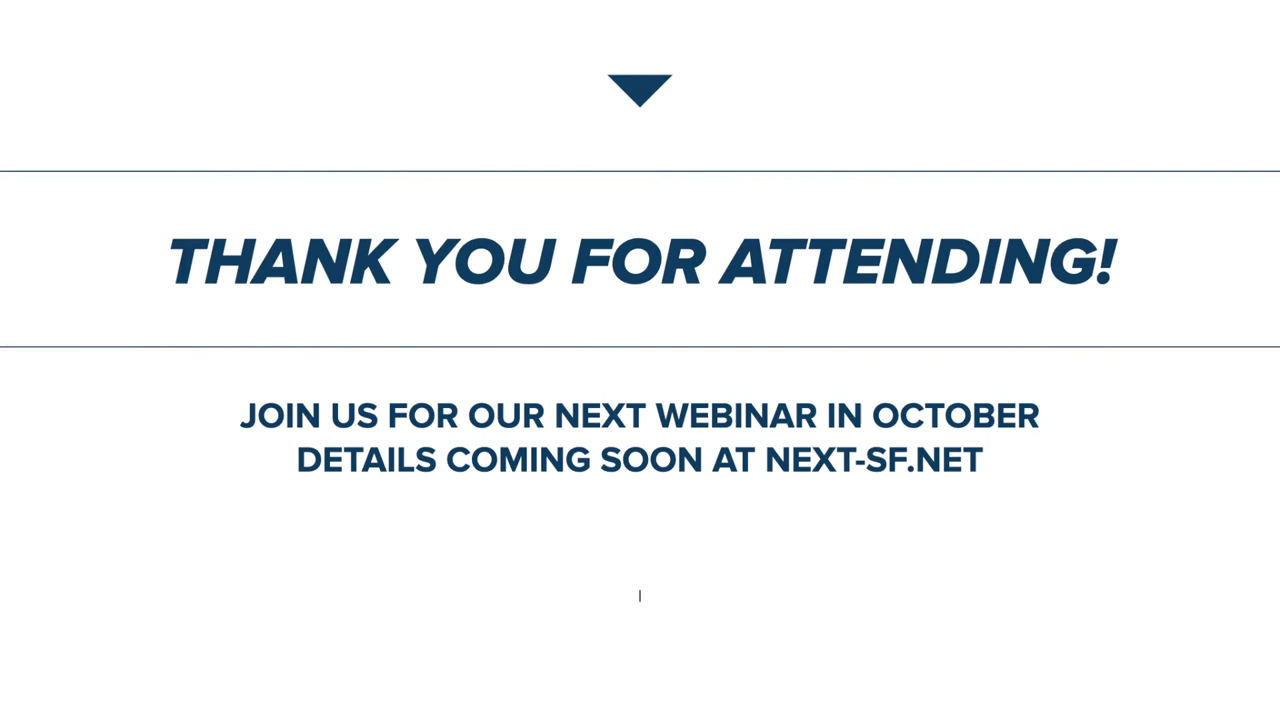 THANK YOU FOR ATTENDING!
JOIN US FOR OUR NEXT WEBINAR IN OCTOBER
DETAILS COMING SOON AT NEXT-SF.NET
|